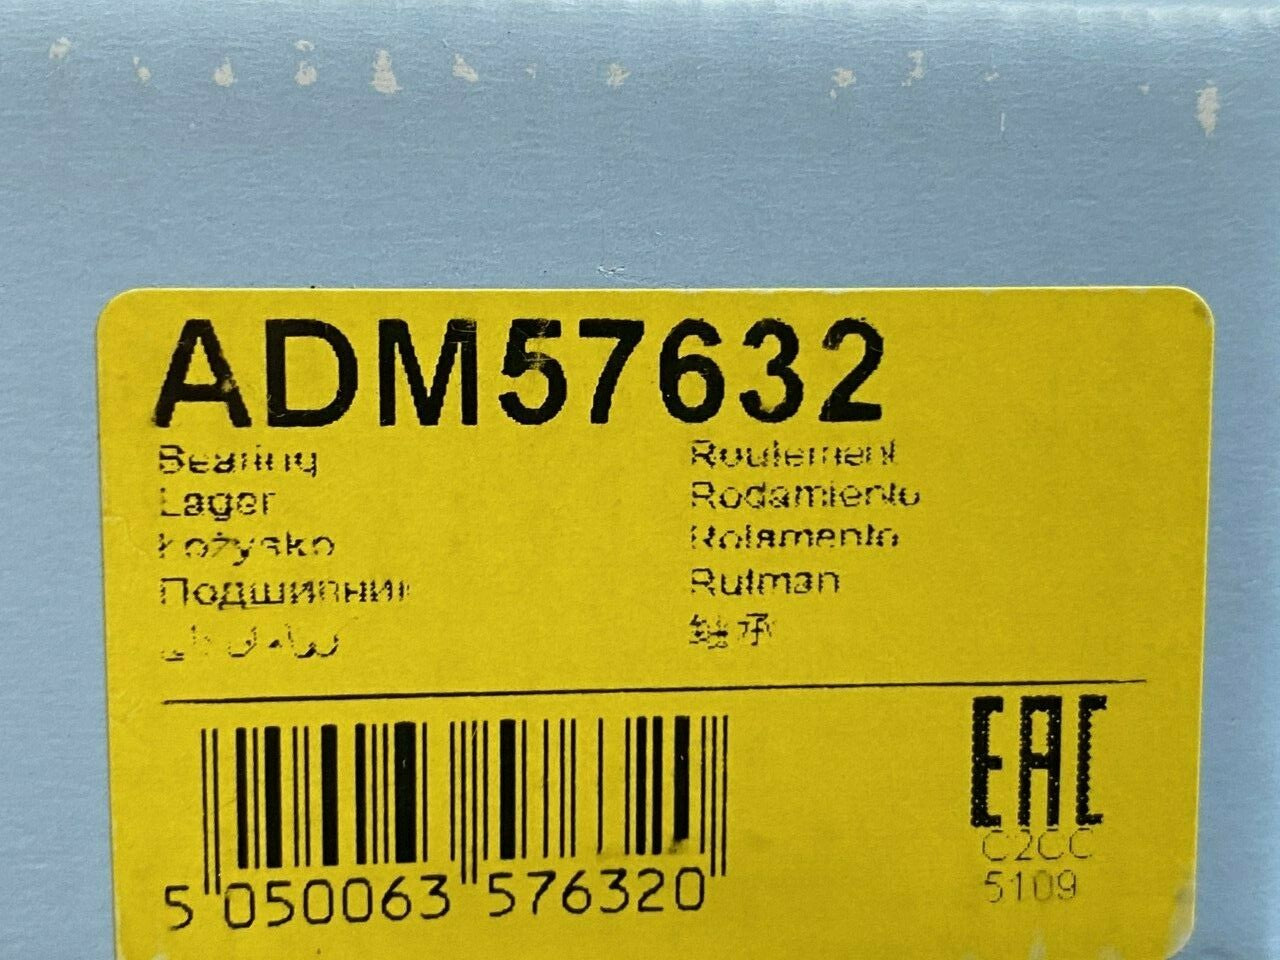 ADM57632
Bearing
Lager
Łożysko
Подшипник
Roulement
Rodamiento
Rolamento
Rulman
轴承
5 050063 576320
EAC
C2CC
5109